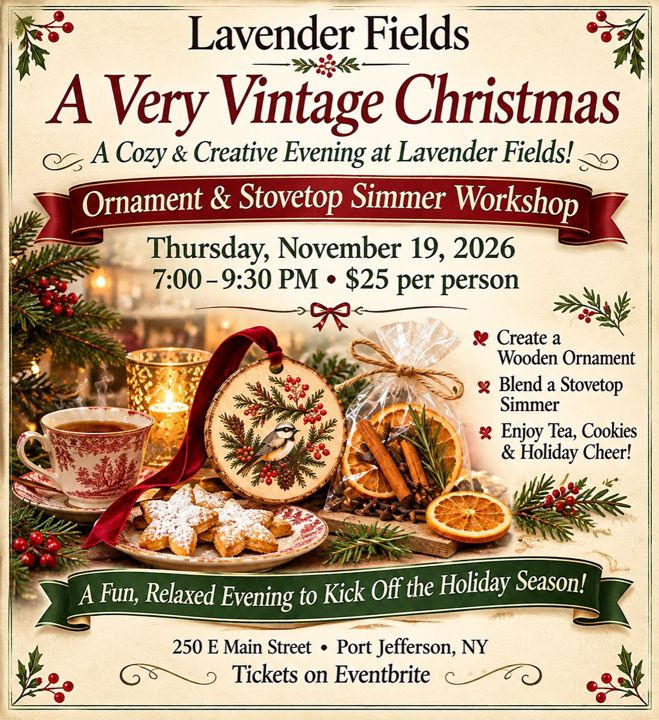 Lavender Fields
A Very Vintage Christmas
A Cozy & Creative Evening at Lavender Fields!
Ornament & Stovetop Simmer Workshop
Thursday, November 19, 2026
7:00–9:30 PM • $25 per person
Create a
Wooden Ornament
Blend a Stovetop
Simmer
Enjoy Tea, Cookies
& Holiday Cheer!
A Fun, Relaxed Evening to Kick Off the Holiday Season!
250 E Main Street • Port Jefferson, NY
Tickets on Eventbrite